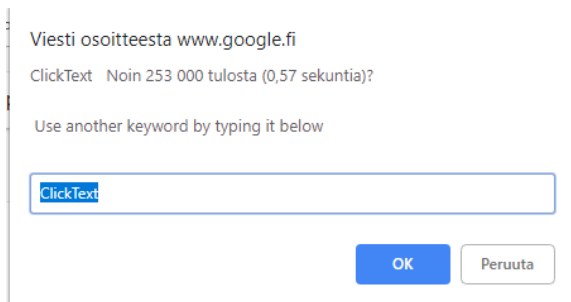 Viesti osoitteesta www.google.fi
ClickText Noin 253 000 tulosta (0,57 sekuntia)?
Use another keyword by typing it below
ClickText
OK Peruuta